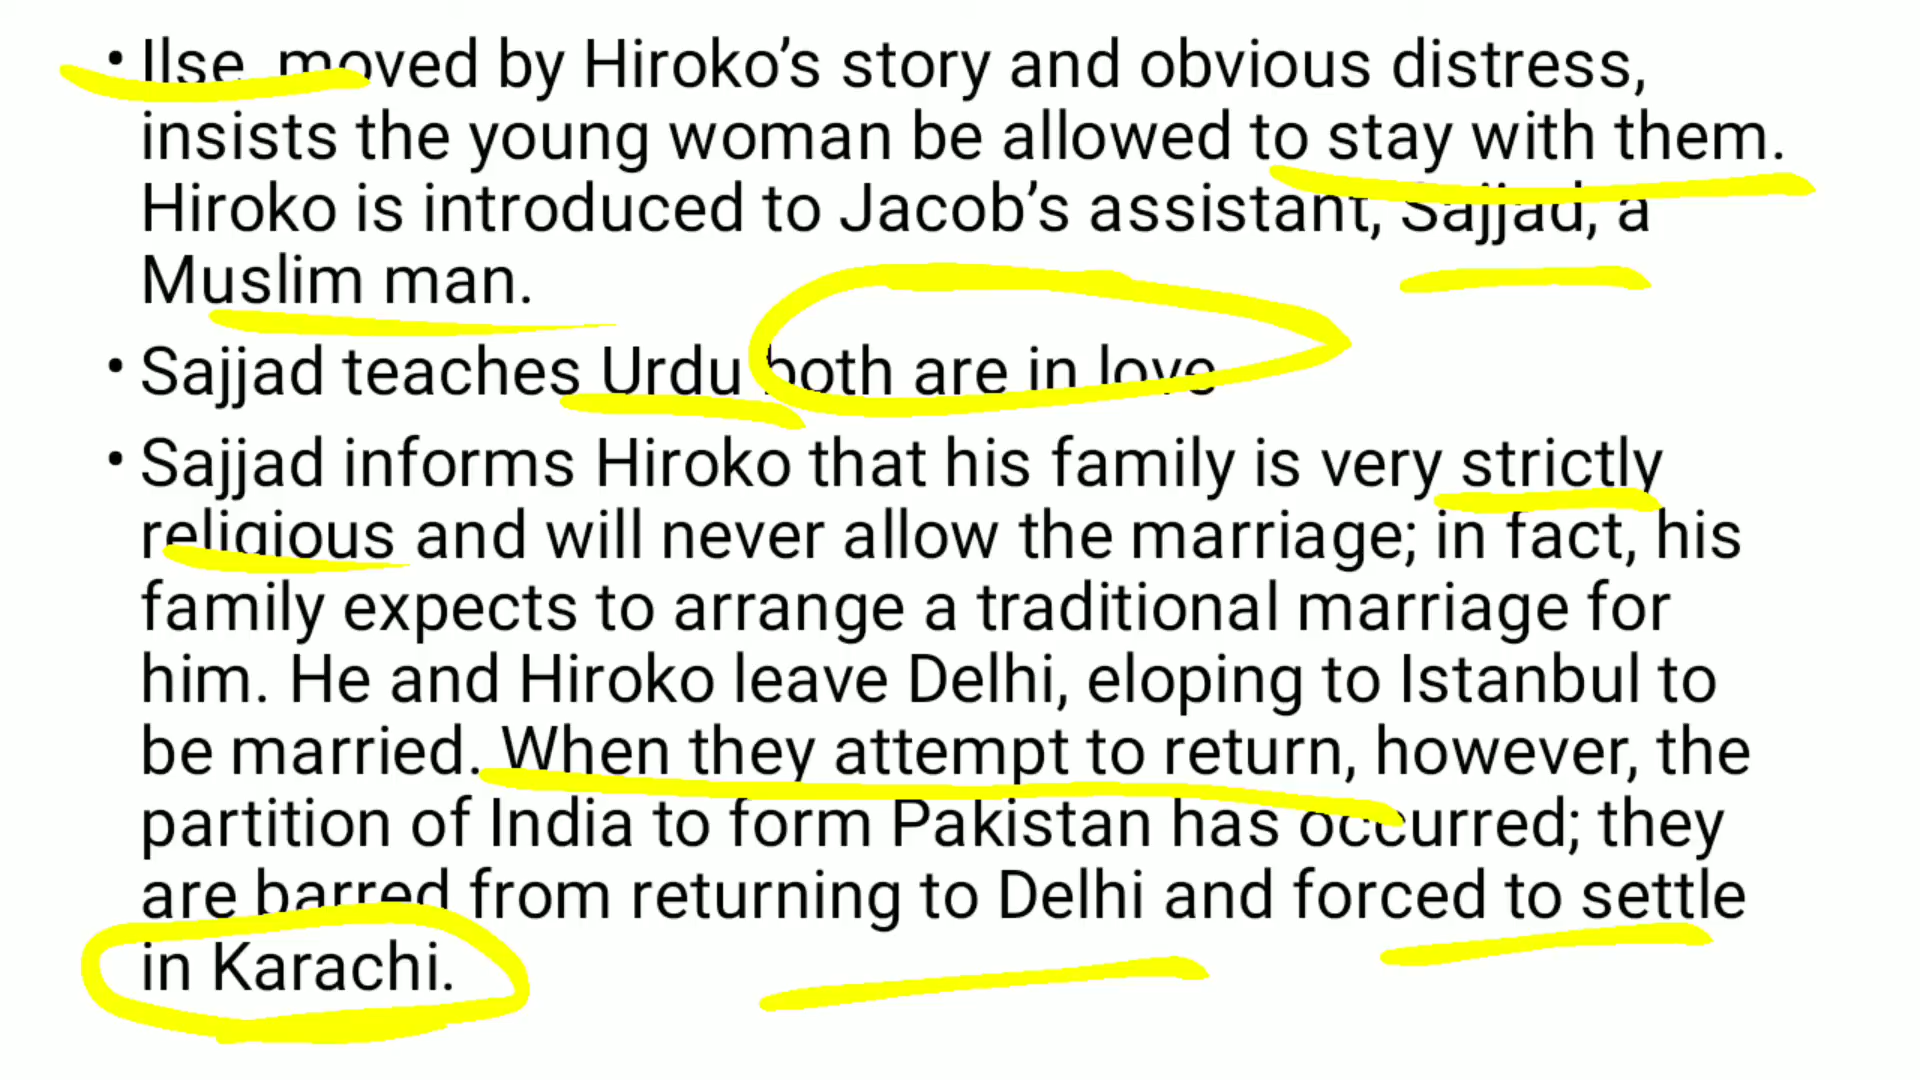 • Ilse, moved by Hiroko’s story and obvious distress,
insists the young woman be allowed to stay with them.
Hiroko is introduced to Jacob’s assistant, Sajjad, a
Muslim man.
• Sajjad teaches Urdu both are in love
• Sajjad informs Hiroko that his family is very strictly
religious and will never allow the marriage; in fact, his
family expects to arrange a traditional marriage for
him. He and Hiroko leave Delhi, eloping to Istanbul to
be married. When they attempt to return, however, the
partition of India to form Pakistan has occurred; they
are barred from returning to Delhi and forced to settle
in Karachi.